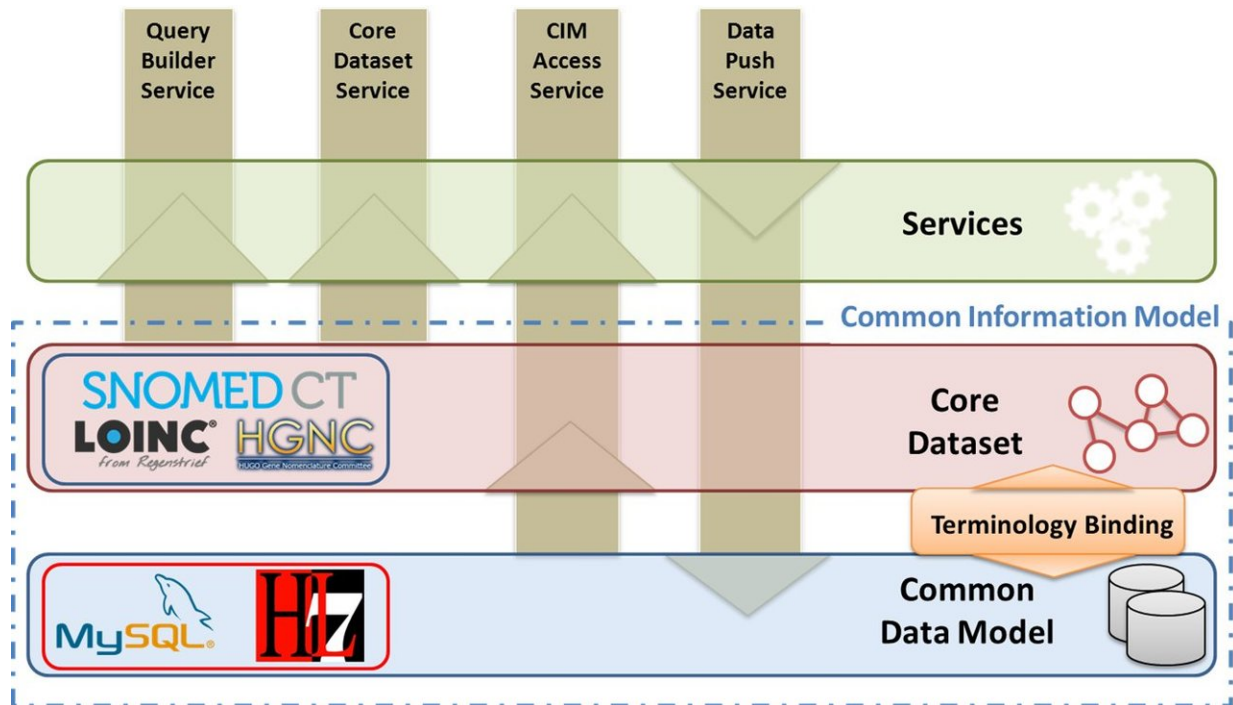 Query
Builder
Service
Core
Dataset
Service
CIM
Access
Service
Data
Push
Service
Services
Common Information Model
SNOMED CT
LOINC®
from Regenstrief
HGNC
HUGO Gene Nomenclature Committee
Core
Dataset
Terminology Binding
MySQL®
HL7
Common
Data Model